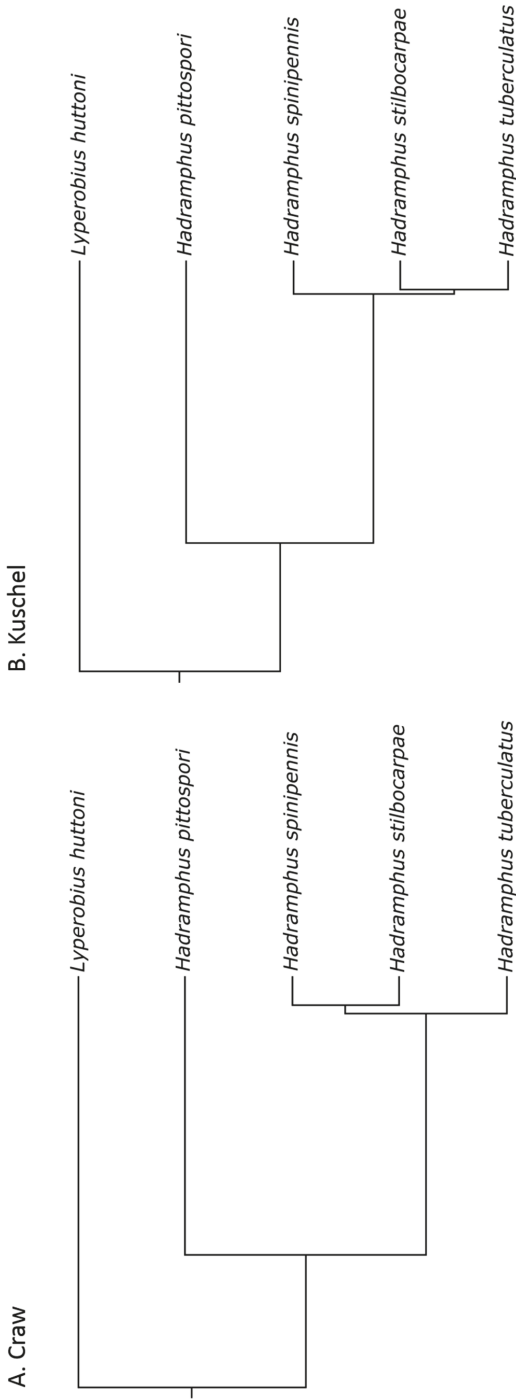 A. Craw
Lyperobius huttoni
Hadramphus pittospori
Hadramphus spinipennis
Hadramphus stilbocarpae
Hadramphus tuberculatus
B. Kuschel
Lyperobius huttoni
Hadramphus pittospori
Hadramphus spinipennis
Hadramphus stilbocarpae
Hadramphus tuberculatus